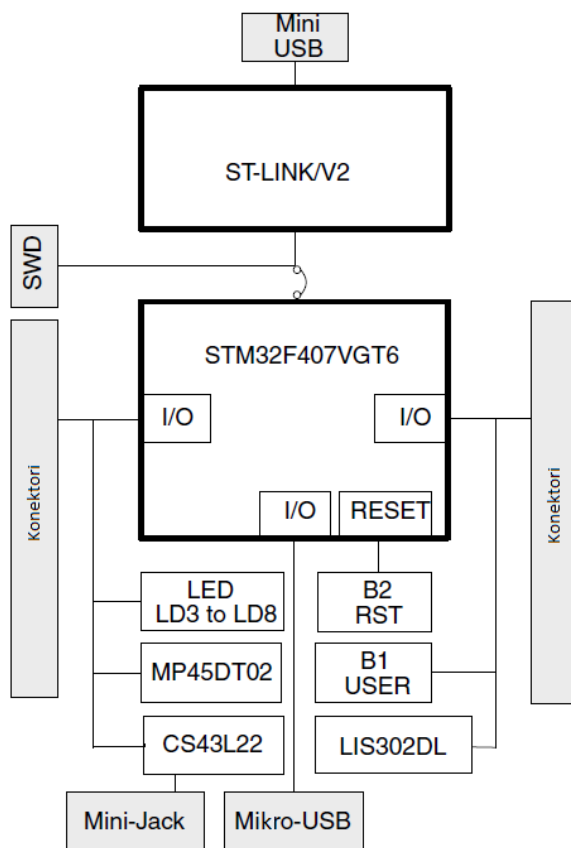 Mini
USB
ST-LINK/V2
SWD
STM32F407VGT6
I/O
I/O
Konektori
Konektori
I/O
RESET
LED
LD3 to LD8
B2
RST
MP45DT02
B1
USER
CS43L22
LIS302DL
Mini-Jack
Mikro-USB